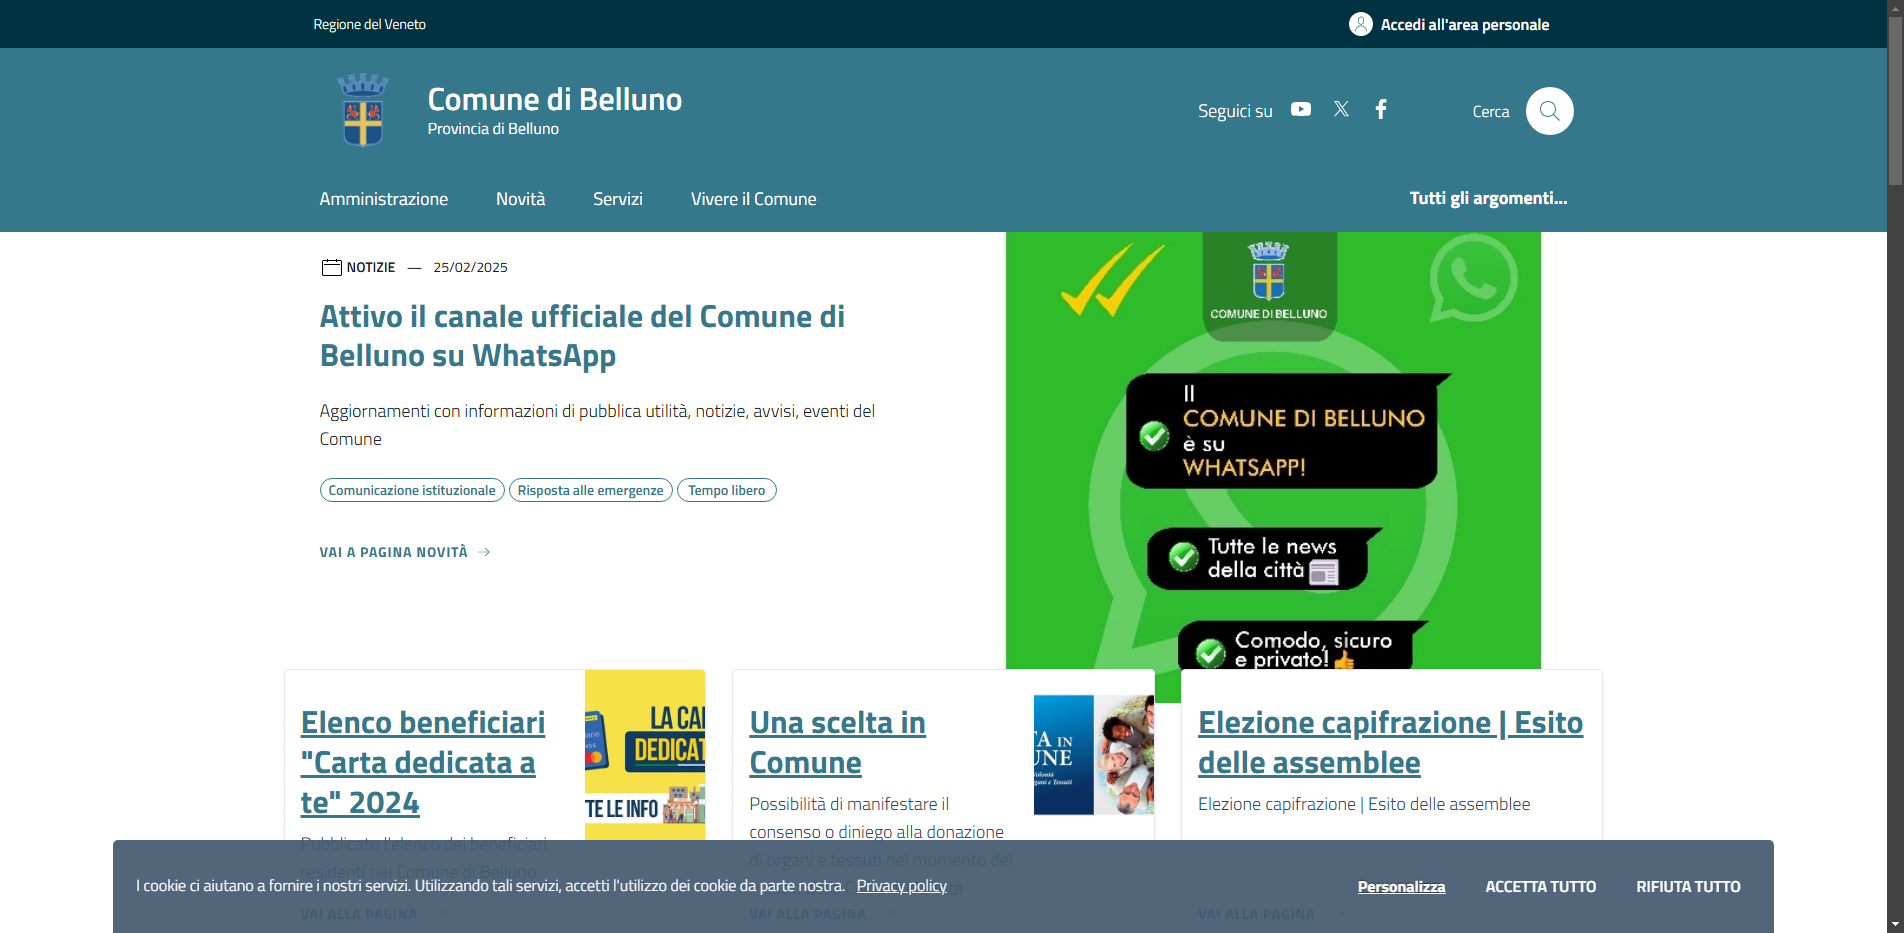 Regione del Veneto
Accedi all'area personale
Comune di Belluno
Provincia di Belluno
Seguici su
Cerca
Amministrazione
Novità
Servizi
Vivere il Comune
Tutti gli argomenti...
NOTIZIE — 25/02/2025
Attivo il canale ufficiale del Comune di
Belluno su WhatsApp
Aggiornamenti con informazioni di pubblica utilità, notizie, avvisi, eventi del
Comune
Comunicazione istituzionale
Risposta alle emergenze
Tempo libero
VAI A PAGINA NOVITÀ
COMUNE DI BELLUNO
Il
COMUNE DI BELLUNO
è su
WHATSAPP!
Tutte le news
della città
Comodo, sicuro
e privato!
Elenco beneficiari
"Carta dedicata a
te" 2024
Pubblicato l'elenco dei beneficiari
residenti nel Comune di Belluno
VAI ALLA PAGINA
LA CAR
DEDICAT
TE LE INFO
Una scelta in
Comune
Possibilità di manifestare il
consenso o diniego alla donazione
di organi e tessuti nel momento del
VAI ALLA PAGINA
TA IN
UNE
Elezione capifrazione | Esito
delle assemblee
Elezione capifrazione | Esito delle assemblee
VAI ALLA PAGINA
I cookie ci aiutano a fornire i nostri servizi. Utilizzando tali servizi, accetti l'utilizzo dei cookie da parte nostra. Privacy policy
Personalizza
ACCETTA TUTTO
RIFIUTA TUTTO